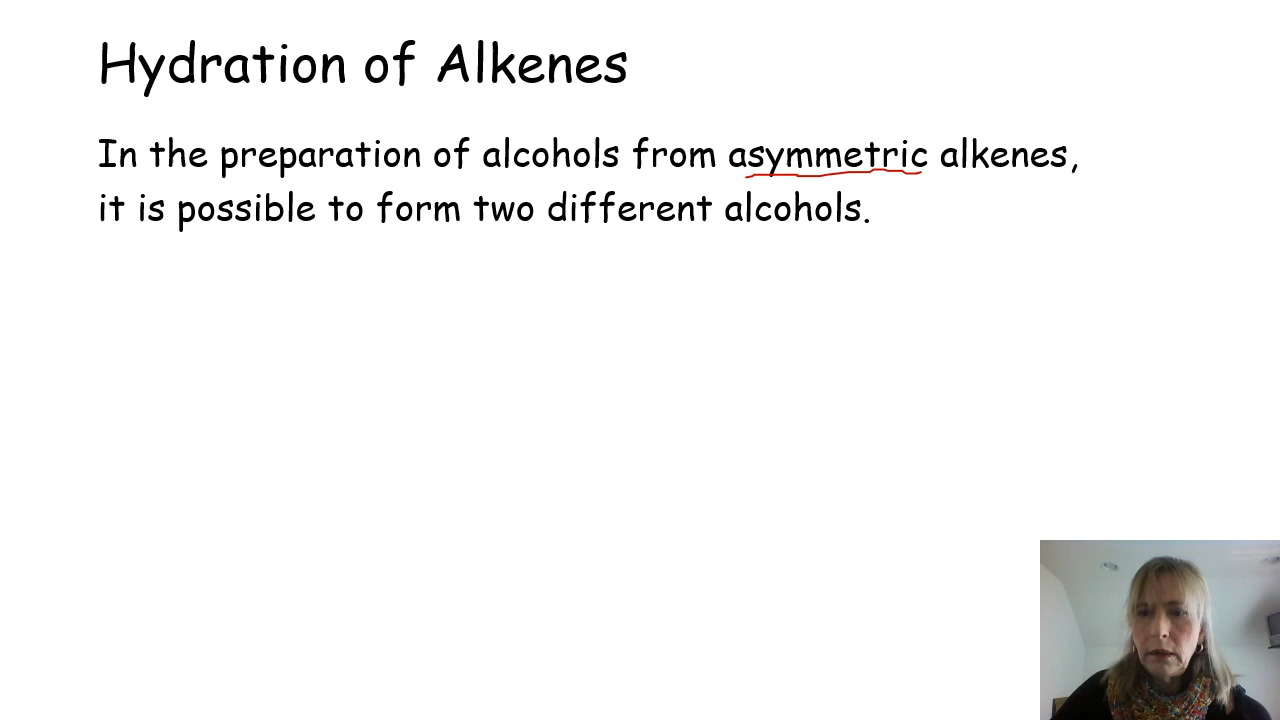 Hydration of Alkenes
In the preparation of alcohols from asymmetric alkenes,
it is possible to form two different alcohols.